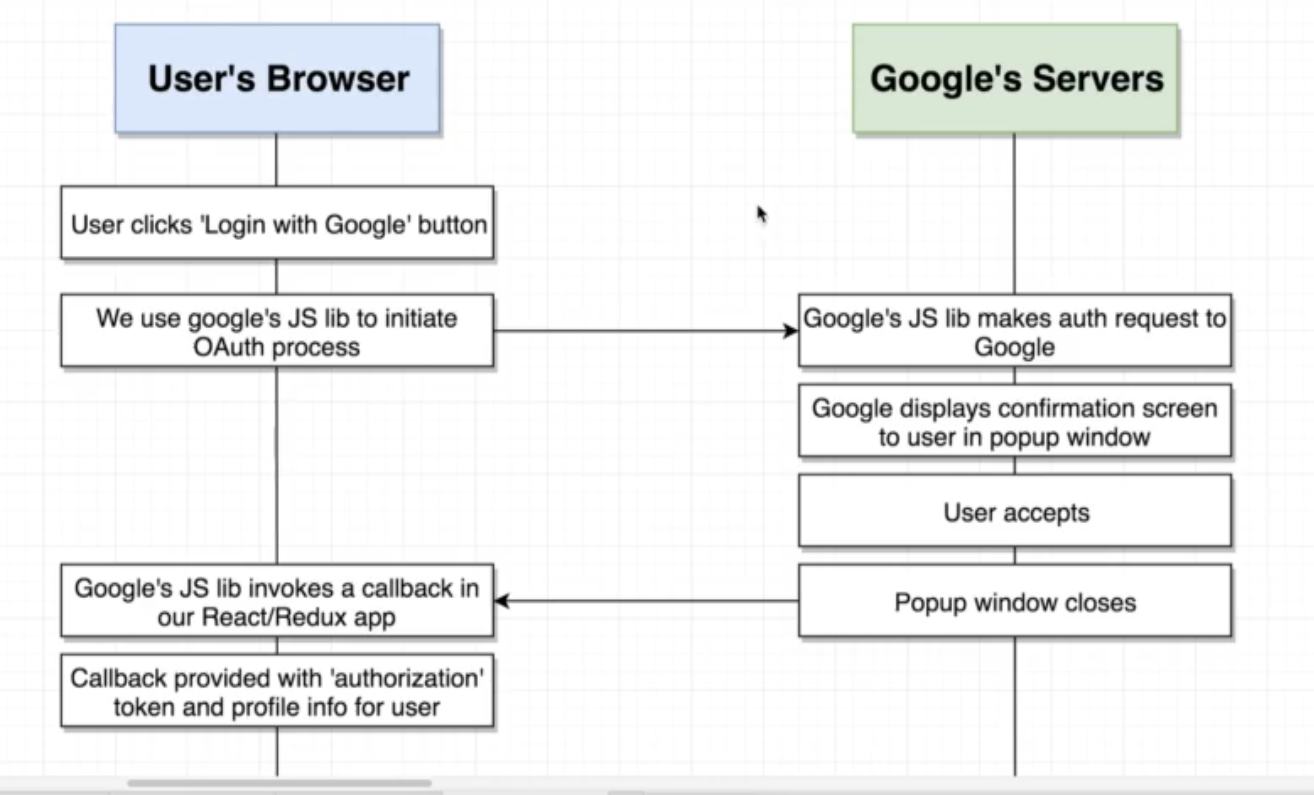 User's Browser
Google's Servers
User clicks 'Login with Google' button
We use google's JS lib to initiate
OAuth process
Google's JS lib makes auth request to
Google
Google displays confirmation screen
to user in popup window
User accepts
Google's JS lib invokes a callback in
our React/Redux app
Popup window closes
Callback provided with 'authorization'
token and profile info for user